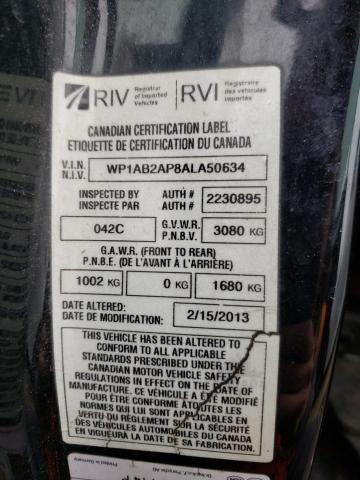 RIV Registrar of Imported Vehicles
RVI Registraire des véhicules importés
CANADIAN CERTIFICATION LABEL
ETIQUETTE DE CERTIFICATION DU CANADA
V.I.N. N.I.V. WP1AB2AP8ALA50634
INSPECTED BY AUTH # 2230895
INSPECTE PAR AUTH #
042C G.V.W.R. P.N.B.V. 3080 KG
G.A.W.R. (FRONT TO REAR)
P.N.B.E. (DE L'AVANT À L'ARRIÈRE)
1002 KG 0 KG 1680 KG
DATE ALTERED:
DATE DE MODIFICATION: 2/15/2013
THIS VEHICLE HAS BEEN ALTERED TO
CONFORM TO ALL APPLICABLE
STANDARDS PRESCRIBED UNDER THE
CANADIAN MOTOR VEHICLE SAFETY
REGULATIONS IN EFFECT ON DATE OF
MANUFACTURE. CE VÉHICULE A ÉTÉ MODIFIÉ
POUR ÊTRE CONFORME À TOUTES LES
NORMES QUI LUI SONT APPLICABLES EN
VERTU DU RÈGLEMENT SUR LA SÉCURITÉ
DES VÉHICULES AUTOMOBILES DU CANADA
EN VIGUEUR À LA DATE DE SA FABRICATION.
Printed in Germany
Porsche AG